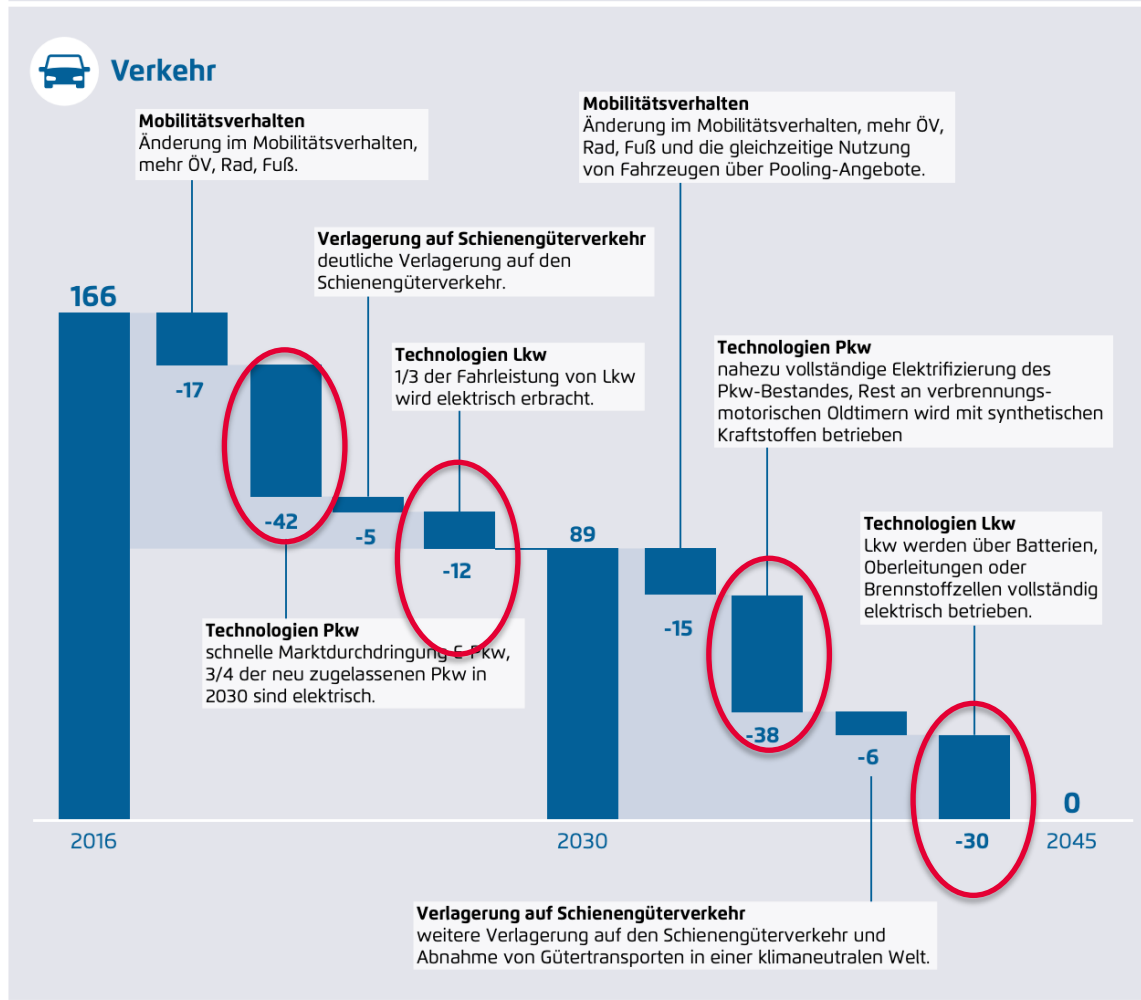 Verkehr
Mobilitätsverhalten
Änderung im Mobilitätsverhalten,
mehr ÖV, Rad, Fuß.
Mobilitätsverhalten
Änderung im Mobilitätsverhalten, mehr ÖV,
Rad, Fuß und die gleichzeitige Nutzung
von Fahrzeugen über Pooling-Angebote.
Verlagerung auf Schienengüterverkehr
deutliche Verlagerung auf den
Schienengüterverkehr.
166
Technologien Lkw
1/3 der Fahrleistung von Lkw
wird elektrisch erbracht.
Technologien Pkw
nahezu vollständige Elektrifizierung des
Pkw-Bestandes, Rest an verbrennungs-
motorischen Oldtimern wird mit synthetischen
Kraftstoffen betrieben
-17
-42
-5
-12
89
Technologien Lkw
Lkw werden über Batterien,
Oberleitungen oder
Brennstoffzellen vollständig
elektrisch betrieben.
Technologien Pkw
schnelle Marktdurchdringung E-Pkw,
3/4 der neu zugelassenen Pkw in
2030 sind elektrisch.
-15
-38
-6
-30
0
2016
2030
2045
Verlagerung auf Schienengüterverkehr
weitere Verlagerung auf den Schienengüterverkehr und
Abnahme von Gütertransporten in einer klimaneutralen Welt.